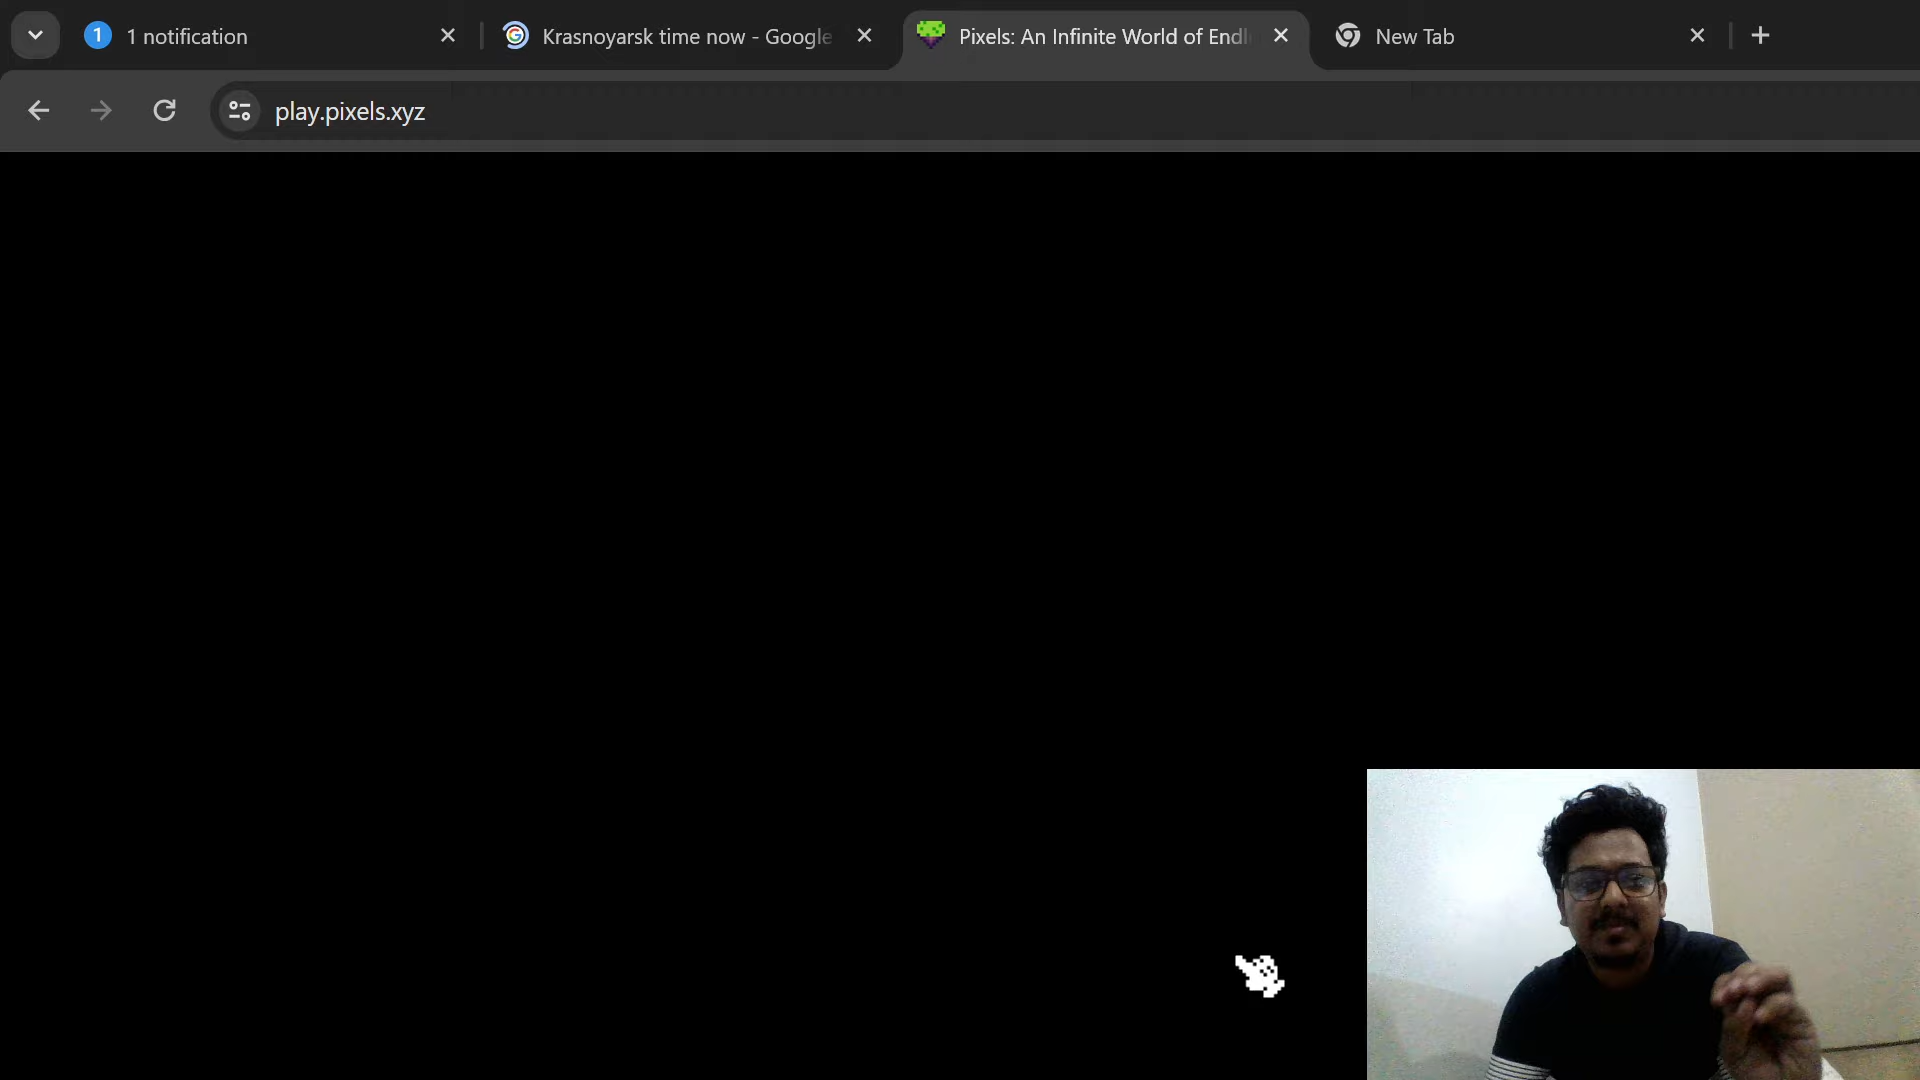 1 1 notification
Krasnoyarsk time now - Google
Pixels: An Infinite World of Endl
New Tab
play.pixels.xyz